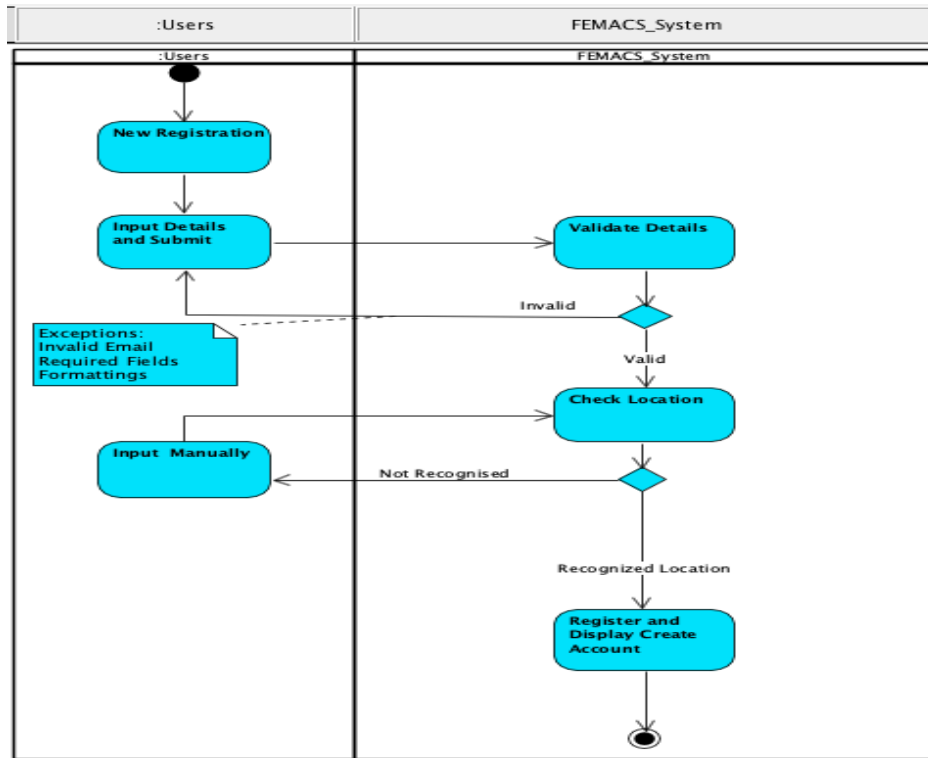 :Users
FEMACS_System
:Users
FEMACS_System
New Registration
Input Details
and Submit
Validate Details
Invalid
Exceptions:
Invalid Email
Required Fields
Formattings
Valid
Check Location
Input Manually
Not Recognised
Recognized Location
Register and
Display Create
Account